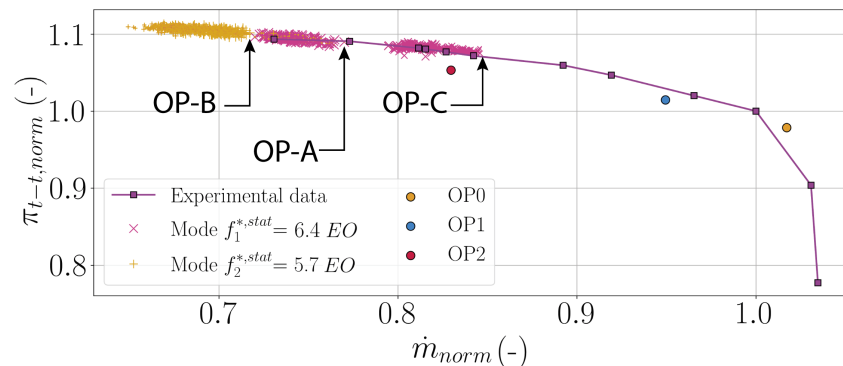 1.1
1.0
0.9
0.8
π_{t−t,norm} (-)
OP-B
OP-A
OP-C
Experimental data
Mode f_1^{*,stat} = 6.4 EO
Mode f_2^{*,stat} = 5.7 EO
OP0
OP1
OP2
0.7 0.8 0.9 1.0
ṁ_{norm} (-)